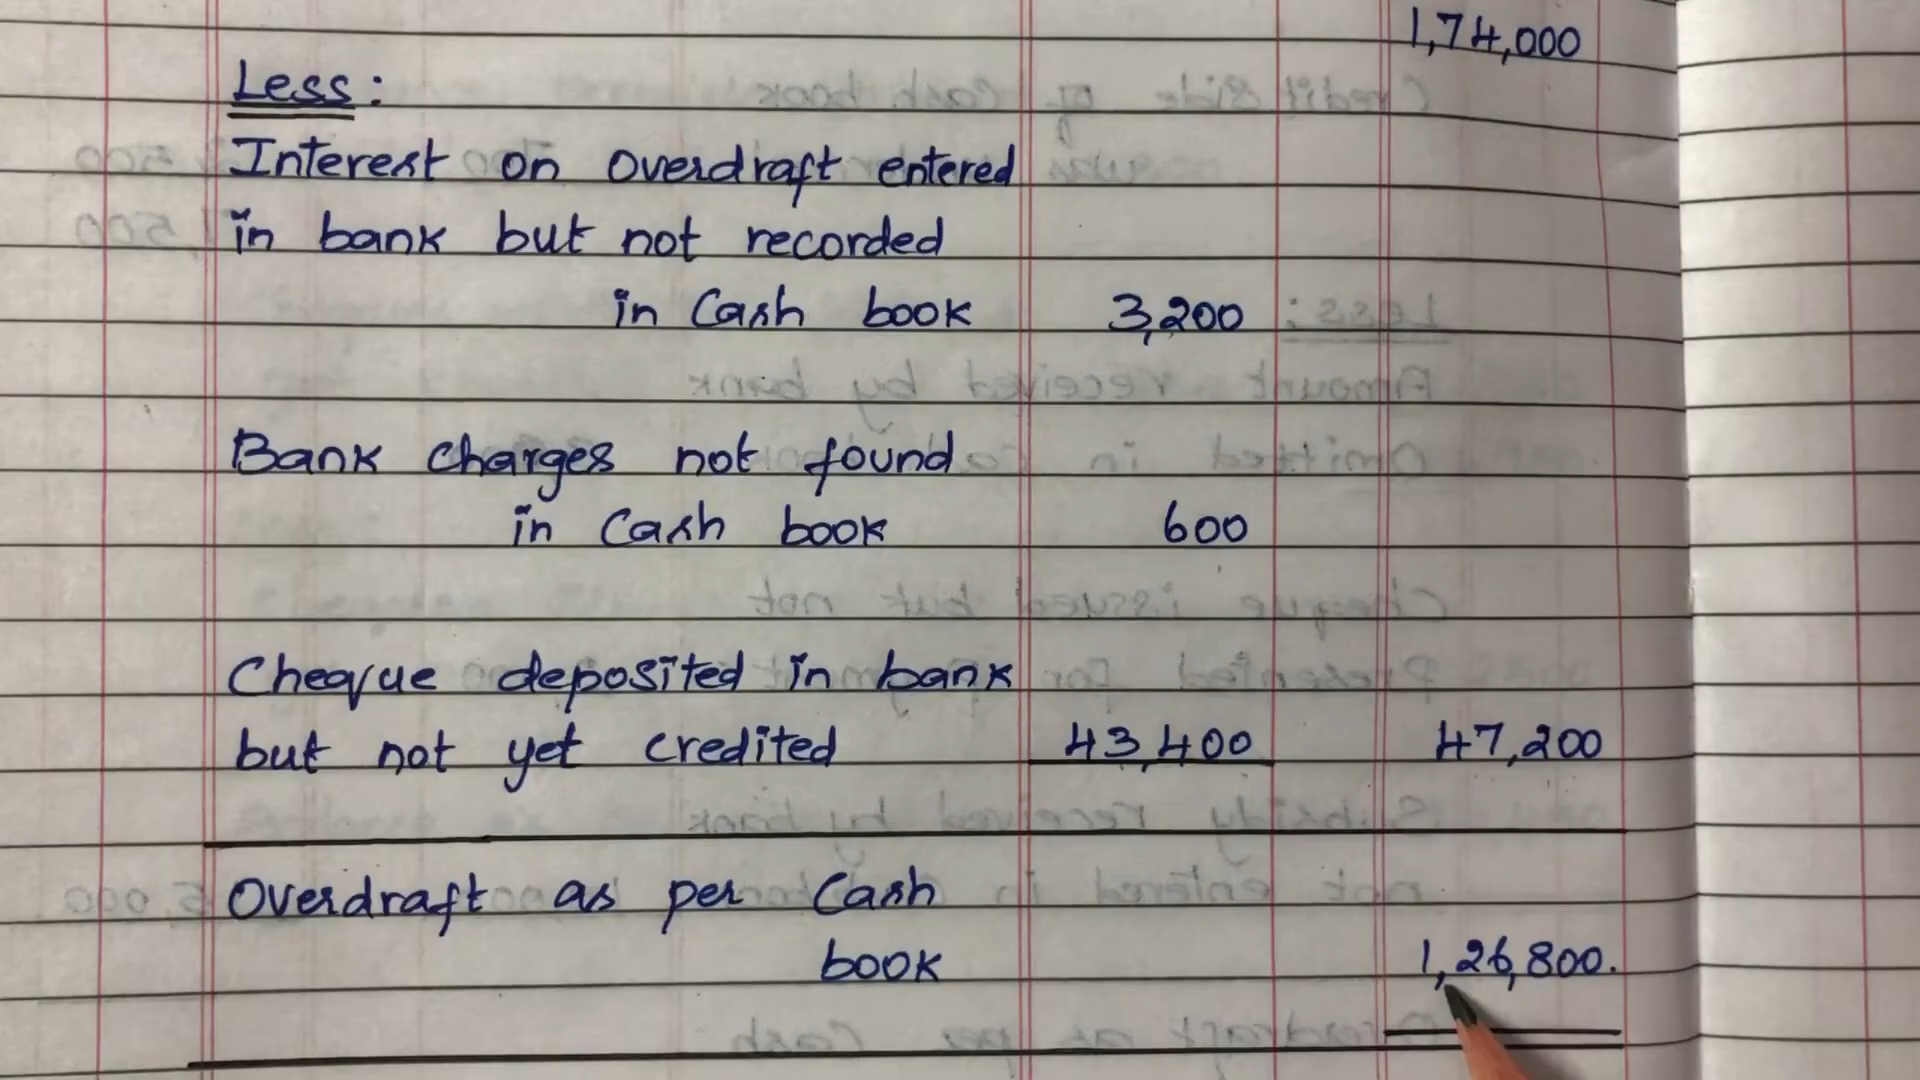 1,74,000
Less:
Interest on overdraft entered
in bank but not recorded
in Cash book 3,200
Bank charges not found
in Cash book 600
Cheque deposited in bank
but not yet credited 43,400 47,200
Overdraft as per Cash
book 1,26,800.